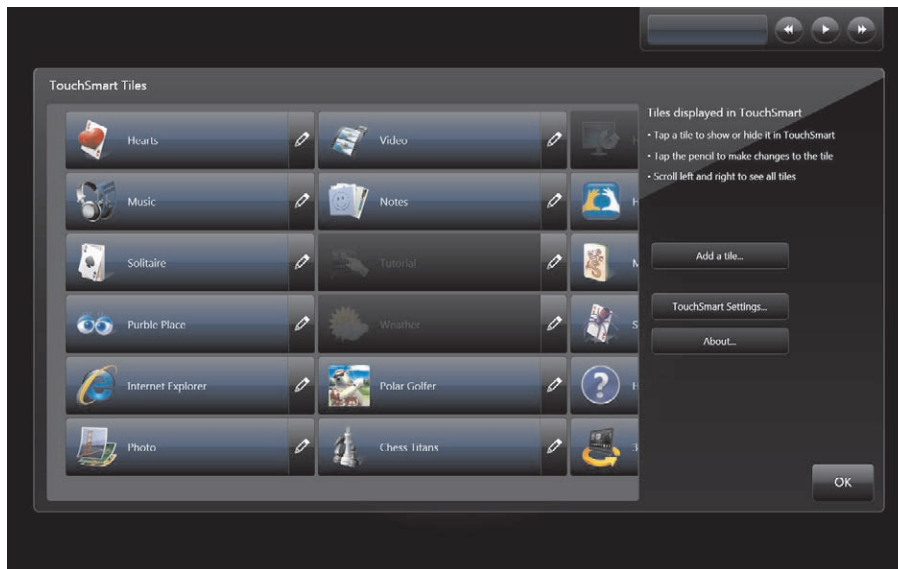 TouchSmart Tiles
Hearts
Video
H
Tiles displayed in TouchSmart
• Tap a tile to show or hide it in TouchSmart
• Tap the pencil to make changes to the tile
• Scroll left and right to see all tiles
Music
Notes
H
Solitaire
Tutorial
M
Add a tile...
Purble Place
Weather
S
TouchSmart Settings...
About...
Internet Explorer
Polar Golfer
H
Photo
Chess Titans
3
OK